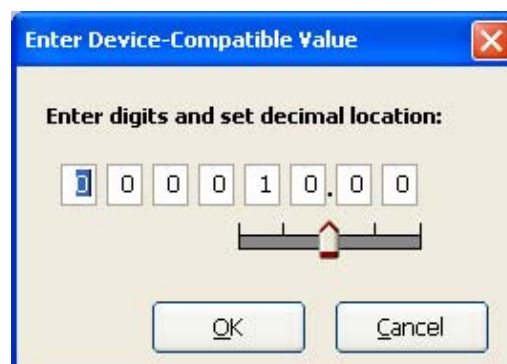 Enter Device-Compatible Value
Enter digits and set decimal location:
0 0 0 0 1 0.0 0
OK Cancel